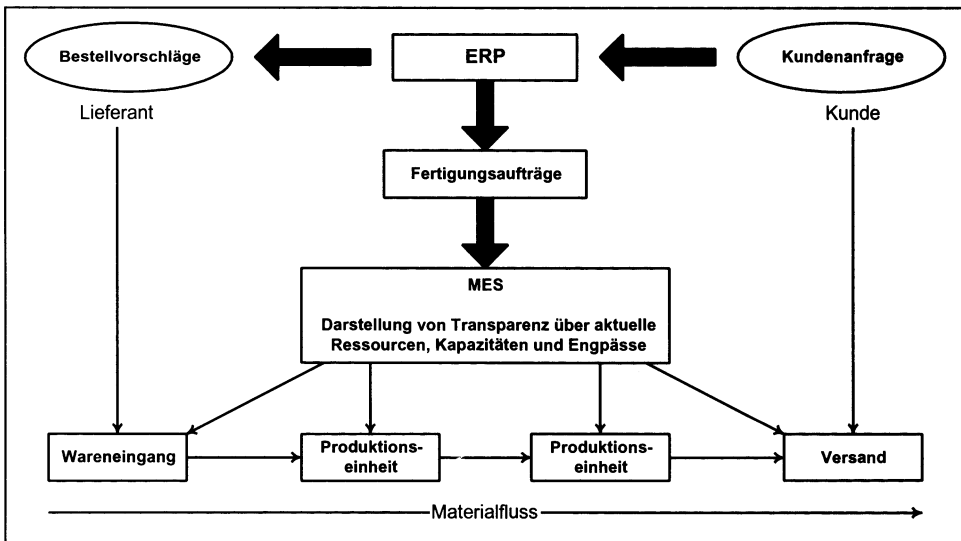 Bestellvorschläge
ERP
Kundenanfrage
Lieferant
Kunde
Fertigungsaufträge
MES
Darstellung von Transparenz über aktuelle
Ressourcen, Kapazitäten und Engpässe
Wareneingang
Produktions-
einheit
Produktions-
einheit
Versand
Materialfluss